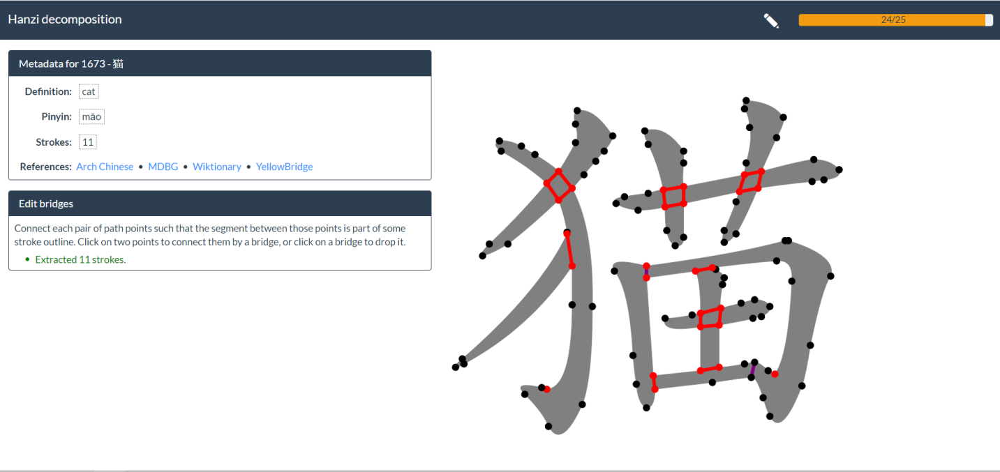 Hanzi decomposition
24/25
Metadata for 1673 - 猫
Definition: cat
Pinyin: māo
Strokes: 11
References: Arch Chinese • MDBG • Wiktionary • YellowBridge
Edit bridges
Connect each pair of path points such that the segment between those points is part of some
stroke outline. Click on two points to connect them by a bridge, or click on a bridge to drop it.
• Extracted 11 strokes.
猫